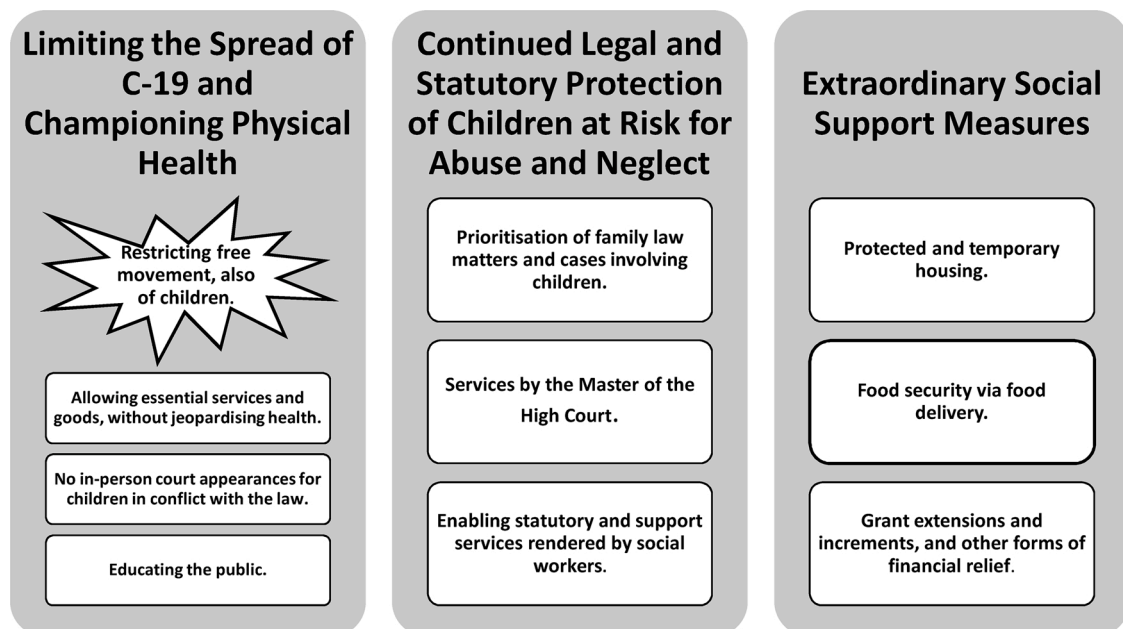 Limiting the Spread of
C-19 and
Championing Physical
Health
Restricting free
movement, also
of children.
Allowing essential services and
goods, without jeopardising health.
No in-person court appearances for
children in conflict with the law.
Educating the public.
Continued Legal and
Statutory Protection
of Children at Risk for
Abuse and Neglect
Prioritisation of family law
matters and cases involving
children.
Services by the Master of the
High Court.
Enabling statutory and support
services rendered by social
workers.
Extraordinary Social
Support Measures
Protected and temporary
housing.
Food security via food
delivery.
Grant extensions and
increments, and other forms of
financial relief.